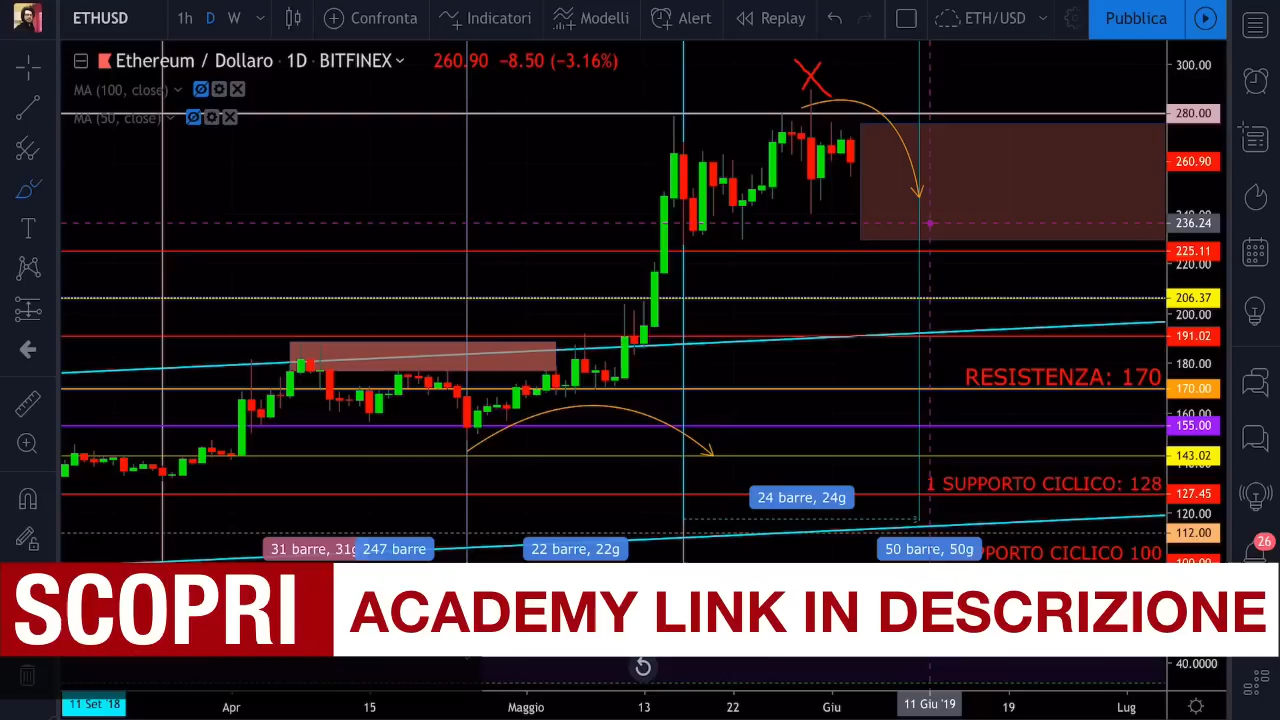 ETHUSD 1h D W Confronta Indicatori Modelli Alert Replay ETH/USD Pubblica
Ethereum / Dollaro · 1D · BITFINEX 260.90 −8.50 (−3.16%)
MA (100, close)
MA (50, close)
300.00
280.00
260.90
236.24
225.11
220.00
206.37
200.00
191.02
180.00
RESISTENZA: 170
170.00
160.00
155.00
143.02
1 SUPPORTO CICLICO: 128
127.45
24 barre, 24g
120.00
112.00
31 barre, 31g 247 barre 22 barre, 22g 50 barre, 50g PPORTO CICLICO 100
26
SCOPRI ACADEMY LINK IN DESCRIZIONE
40.0000
11 Set '18 Apr 15 Maggio 13 22 Giu 11 Giu '19 19 Lug